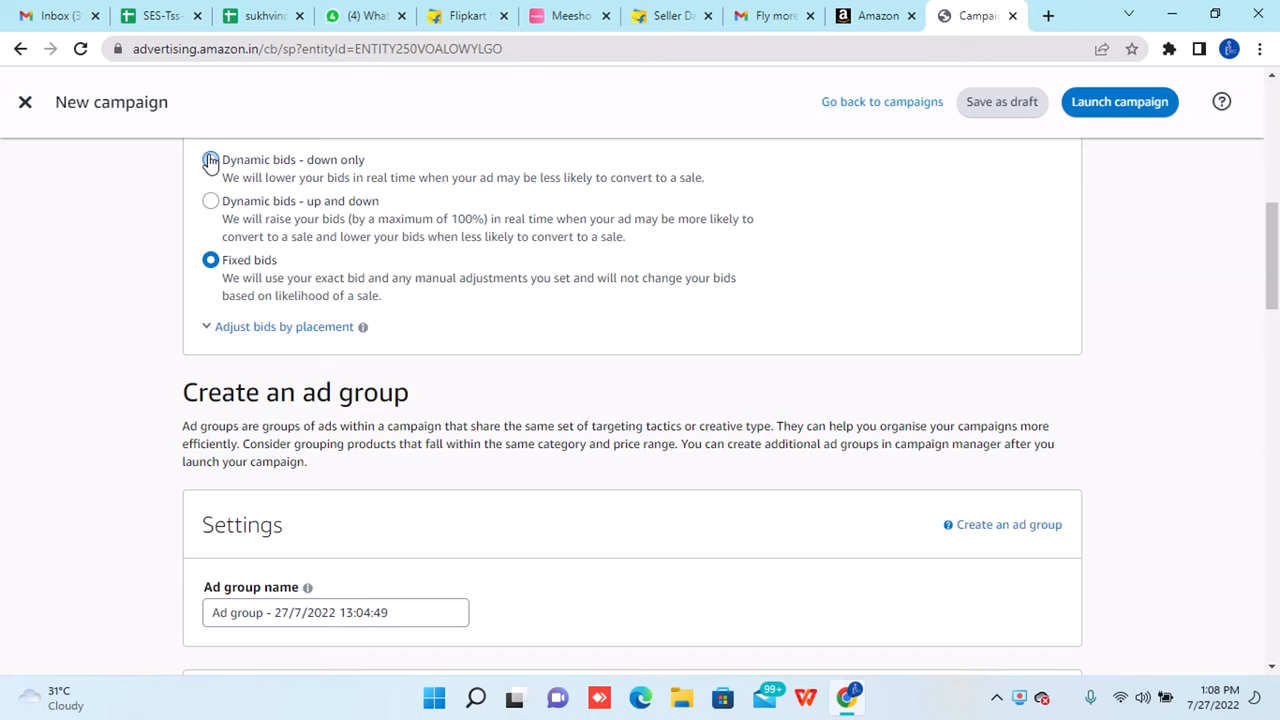 Inbox (3
SES-Tss-
sukhvinc
(4) What
Flipkart
Meesho
Seller Da
Fly more
Amazon
Campaig
advertising.amazon.in/cb/sp?entityId=ENTITY250VOALOWYLGO
New campaign
Go back to campaigns
Save as draft
Launch campaign
Dynamic bids - down only
We will lower your bids in real time when your ad may be less likely to convert to a sale.
Dynamic bids - up and down
We will raise your bids (by a maximum of 100%) in real time when your ad may be more likely to
convert to a sale and lower your bids when less likely to convert to a sale.
Fixed bids
We will use your exact bid and any manual adjustments you set and will not change your bids
based on likelihood of a sale.
Adjust bids by placement
Create an ad group
Ad groups are groups of ads within a campaign that share the same set of targeting tactics or creative type. They can help you organise your campaigns more
efficiently. Consider grouping products that fall within the same category and price range. You can create additional ad groups in campaign manager after you
launch your campaign.
Settings
Create an ad group
Ad group name
Ad group - 27/7/2022 13:04:49
31°C
Cloudy
99+
1:08 PM
7/27/2022